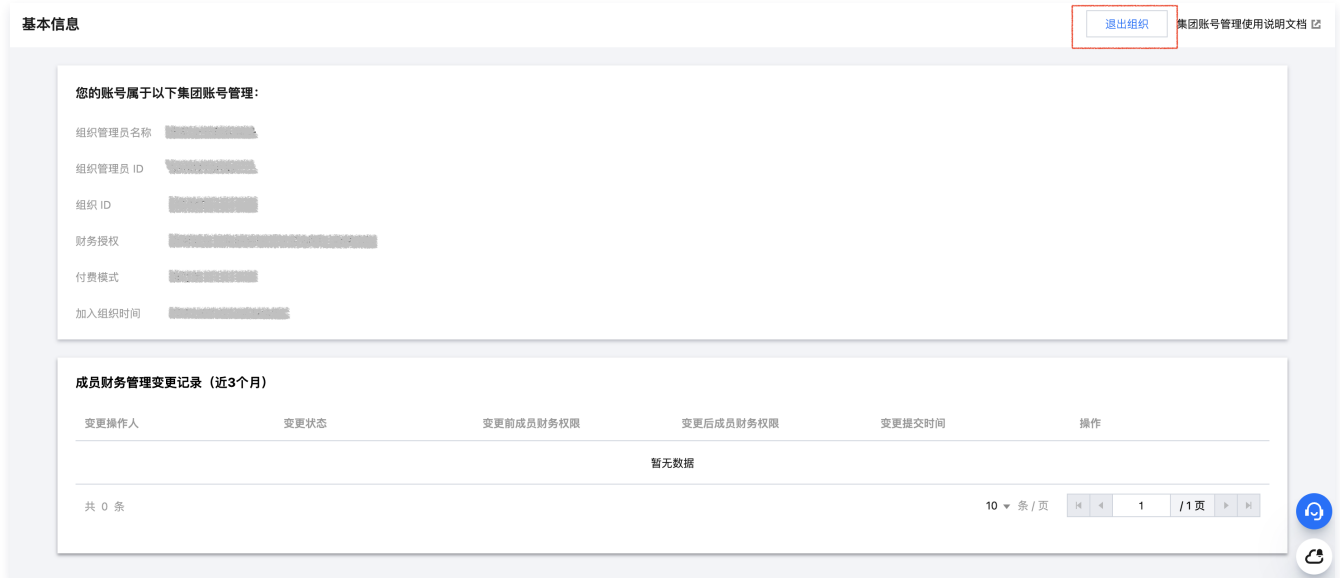 基本信息
退出组织 集团账号管理使用说明文档
您的账号属于以下集团账号管理：
组织管理员名称
组织管理员 ID
组织 ID
财务授权
付费模式
加入组织时间
成员财务管理变更记录（近3个月）
变更操作人 变更状态 变更前成员财务权限 变更后成员财务权限 变更提交时间 操作
暂无数据
共 0 条 10 条 / 页 1 / 1 页